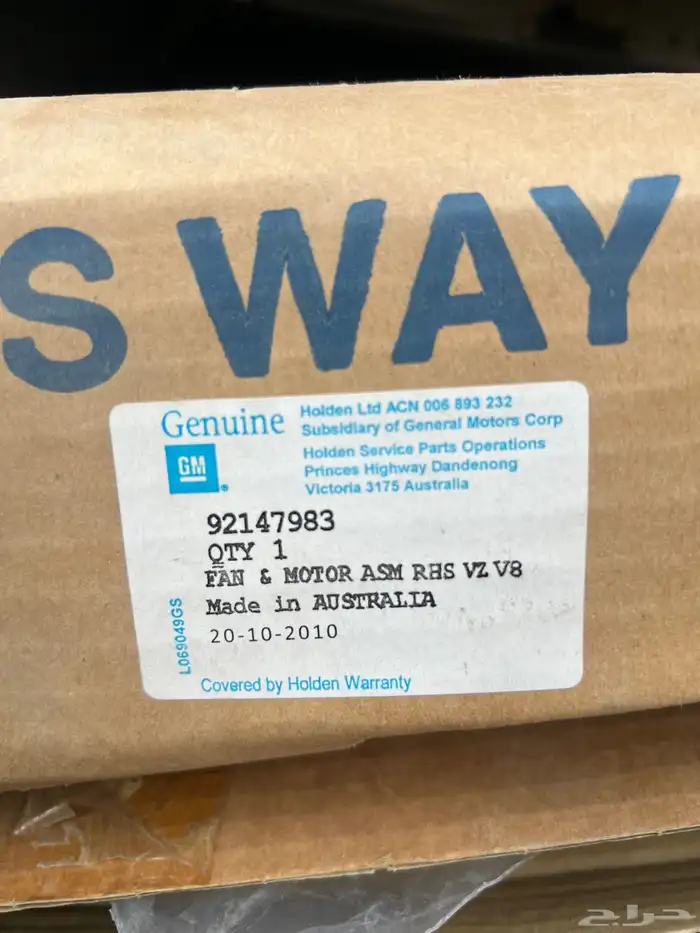 S WAY
Genuine
GM
Holden Ltd ACN 006 893 232
Subsidiary of General Motors Corp
Holden Service Parts Operations
Princes Highway Dandenong
Victoria 3175 Australia
92147983
QTY 1
FAN & MOTOR ASM RHS VZ V8
Made in AUSTRALIA
20-10-2010
L069049GS
Covered by Holden Warranty
حراج